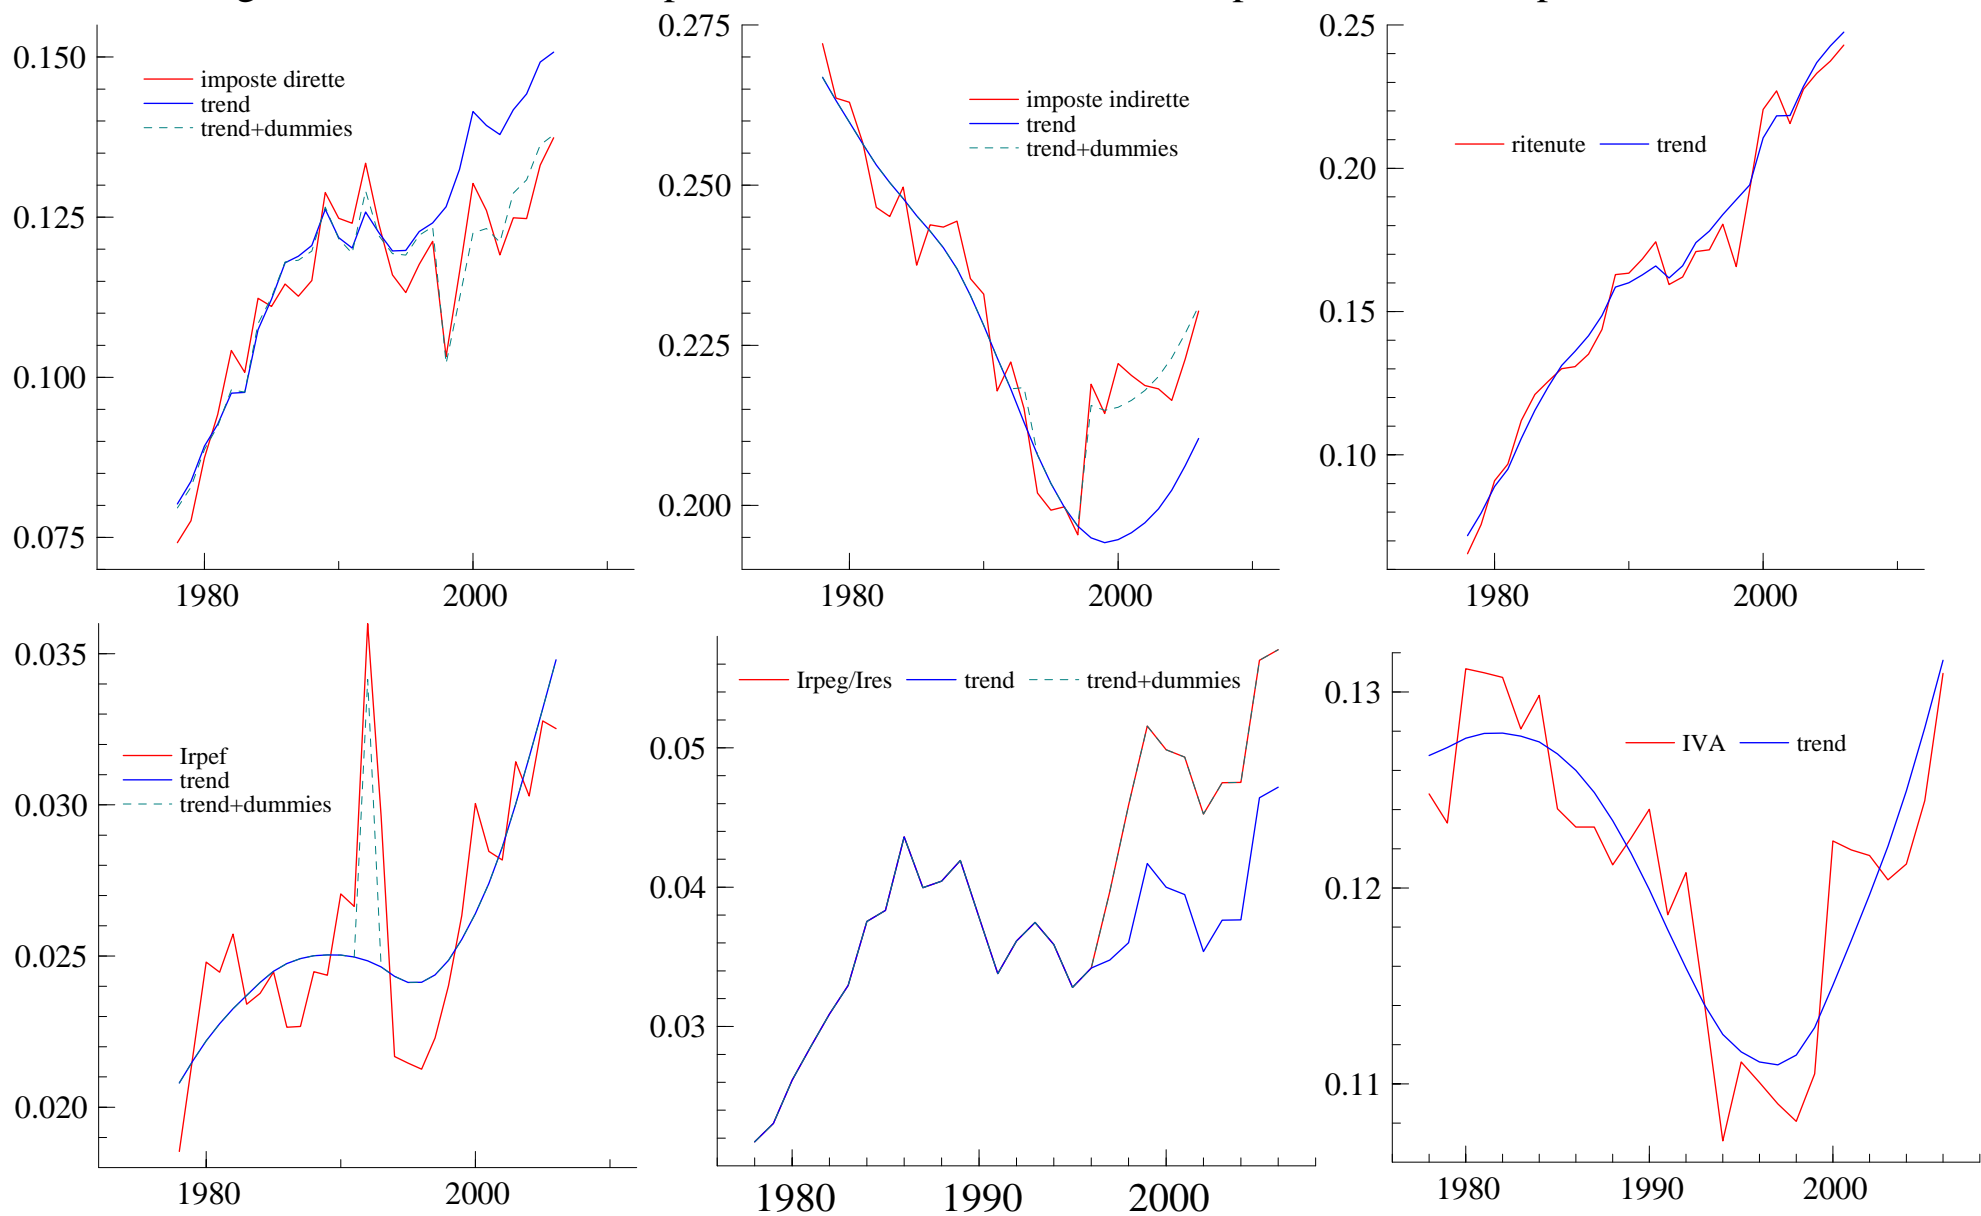 0.150
0.125
0.100
0.075
imposte dirette
trend
trend+dummies
1980 2000
0.275
0.250
0.225
0.200
imposte indirette
trend
trend+dummies
1980 2000
0.25
0.20
0.15
0.10
ritenute trend
1980 2000
0.035
0.030
0.025
0.020
Irpef
trend
trend+dummies
1980 2000
0.05
0.04
0.03
Irpeg/Ires trend trend+dummies
1980 1990 2000
0.13
0.12
0.11
IVA trend
1980 1990 2000